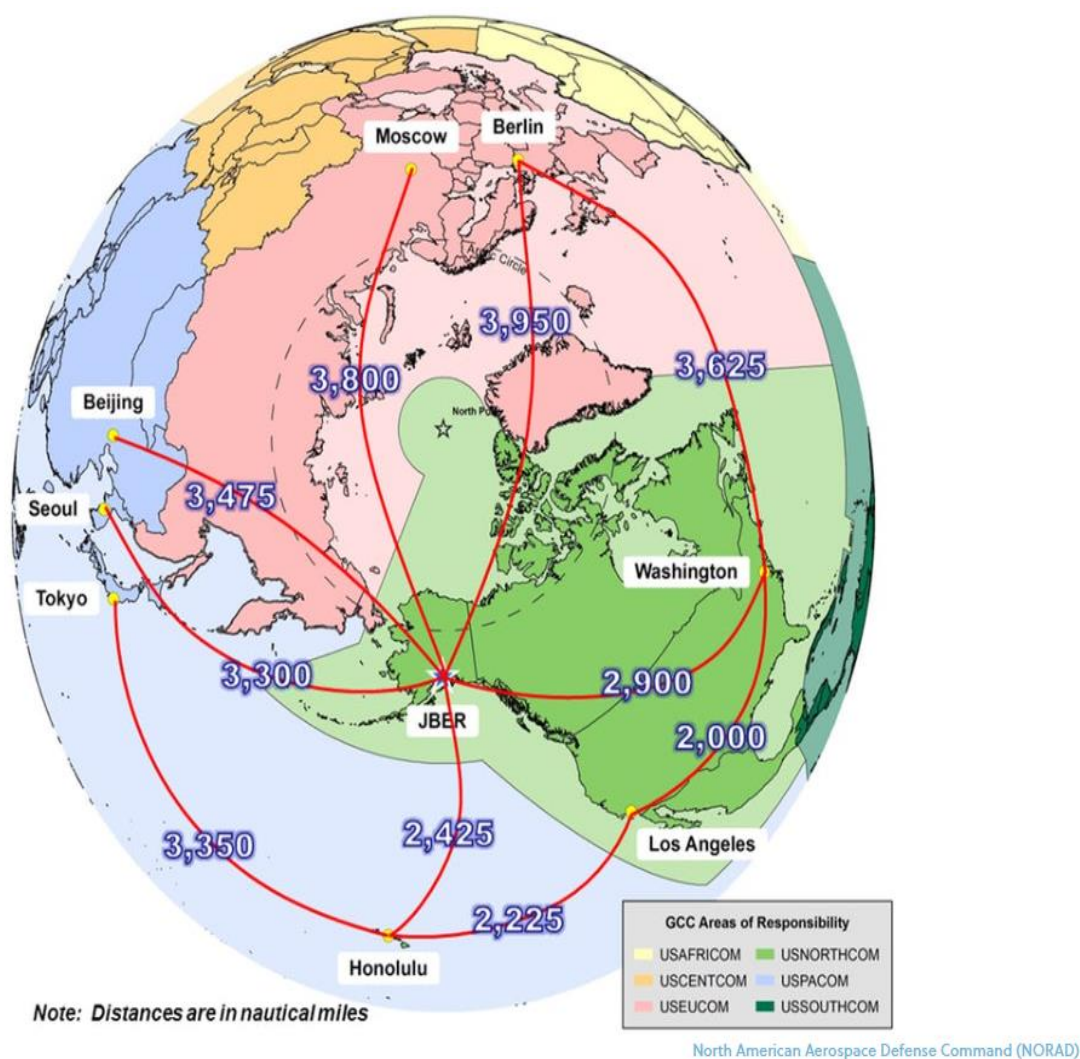 Moscow
Berlin
Arctic Circle
3,950
3,800
3,625
Beijing
North Pole
3,475
Seoul
Washington
Tokyo
3,300
2,900
JBER
2,000
3,350
2,425
Los Angeles
2,225
Honolulu
GCC Areas of Responsibility
USAFRICOM
USNORTHCOM
USCENTCOM
USPACOM
USEUCOM
USSOUTHCOM
Note: Distances are in nautical miles
North American Aerospace Defense Command (NORAD)